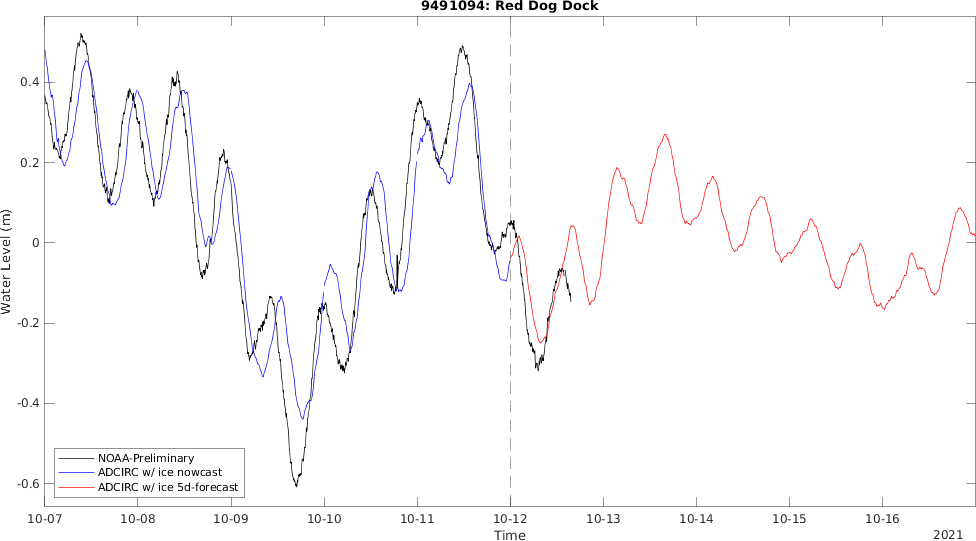 9491094: Red Dog Dock
Water Level (m)
0.4
0.2
0
-0.2
-0.4
-0.6
NOAA-Preliminary
ADCIRC w/ ice nowcast
ADCIRC w/ ice 5d-forecast
10-07 10-08 10-09 10-10 10-11 10-12 10-13 10-14 10-15 10-16
Time
2021